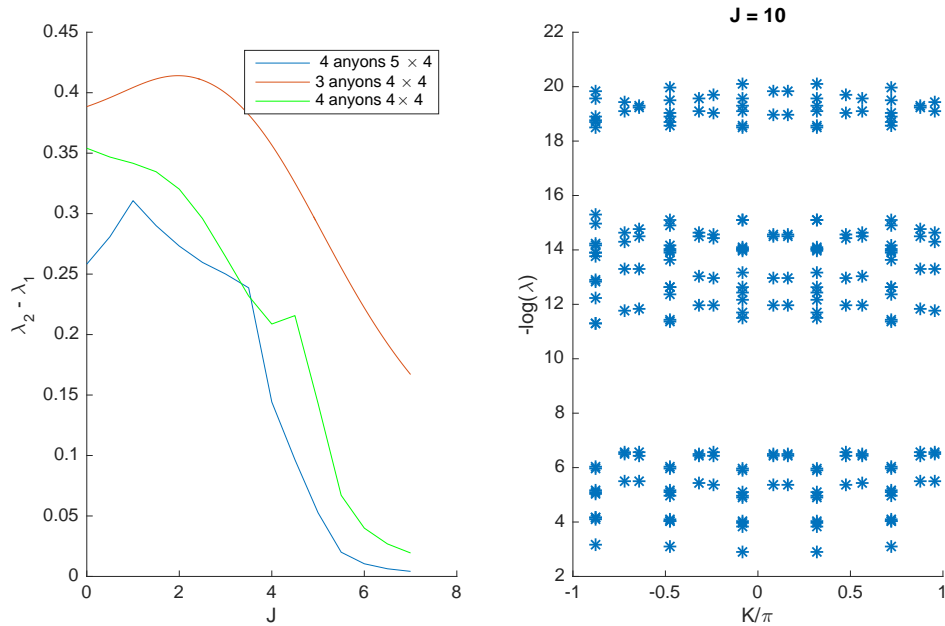 0.45
0.4
0.35
0.3
0.25
0.2
0.15
0.1
0.05
0
0 2 4 6 8
J
λ2 - λ1
4 anyons 5 × 4
3 anyons 4 × 4
4 anyons 4 × 4
J = 10
22
20
18
16
14
12
10
8
6
4
2
-1 -0.5 0 0.5 1
K/π
-log(λ)